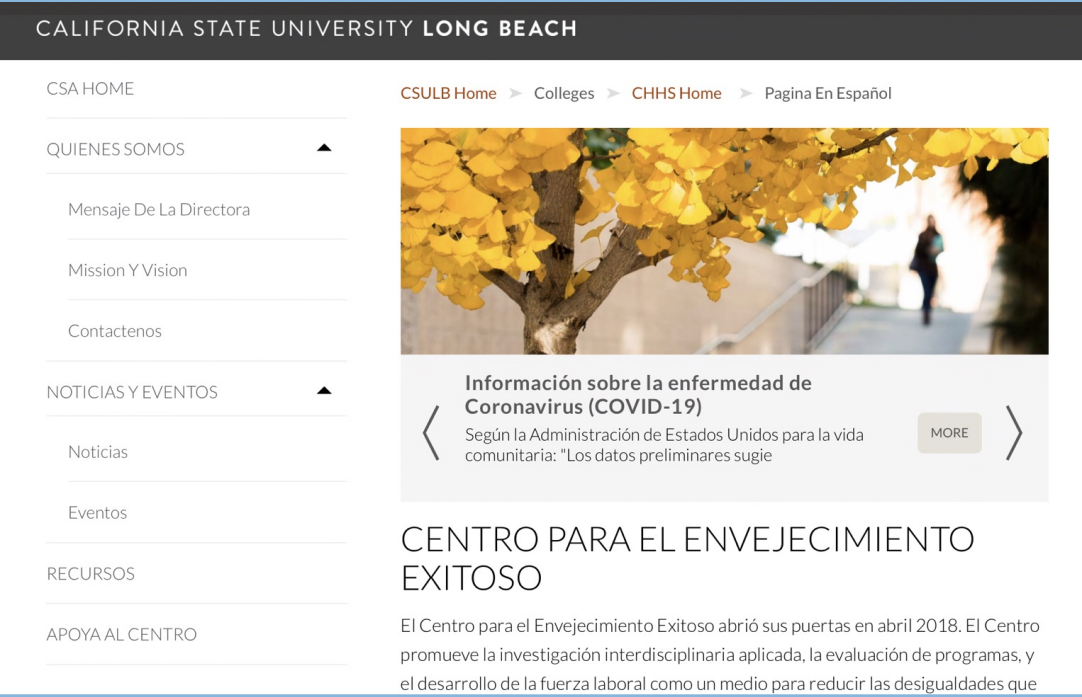 CALIFORNIA STATE UNIVERSITY LONG BEACH
CSA HOME
QUIENES SOMOS
Mensaje De La Directora
Mission Y Vision
Contactenos
NOTICIAS Y EVENTOS
Noticias
Eventos
RECURSOS
APOYA AL CENTRO
CSULB Home Colleges CHHS Home Pagina En Español
Información sobre la enfermedad de
Coronavirus (COVID-19)
Según la Administración de Estados Unidos para la vida
comunitaria: "Los datos preliminares sugie
MORE
CENTRO PARA EL ENVEJECIMIENTO
EXITOSO
El Centro para el Envejecimiento Exitoso abrió sus puertas en abril 2018. El Centro
promueve la investigación interdisciplinaria aplicada, la evaluación de programas, y
el desarrollo de la fuerza laboral como un medio para reducir las desigualdades que